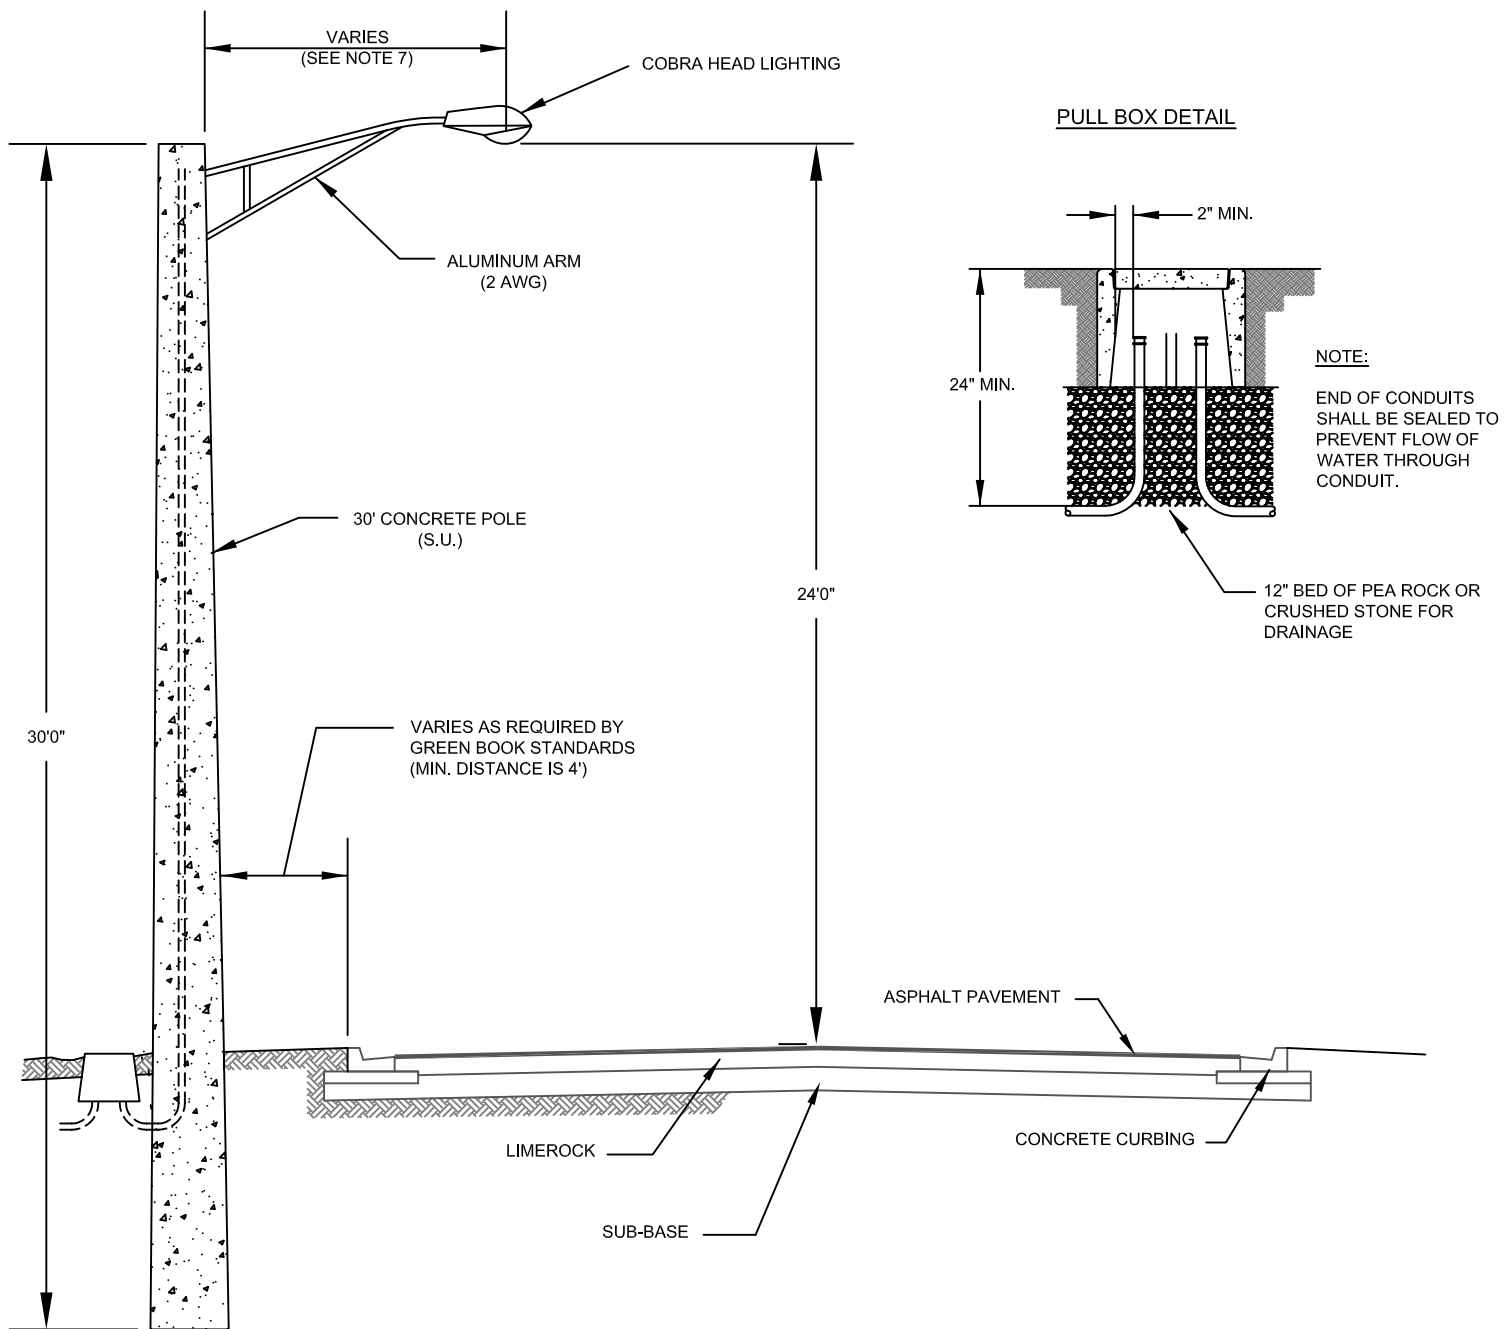 VARIES
(SEE NOTE 7)
COBRA HEAD LIGHTING
PULL BOX DETAIL
2" MIN.
ALUMINUM ARM
(2 AWG)
24" MIN.
NOTE:
END OF CONDUITS
SHALL BE SEALED TO
PREVENT FLOW OF
WATER THROUGH
CONDUIT.
30' CONCRETE POLE
(S.U.)
24'0"
12" BED OF PEA ROCK OR
CRUSHED STONE FOR
DRAINAGE
30'0"
VARIES AS REQUIRED BY
GREEN BOOK STANDARDS
(MIN. DISTANCE IS 4')
ASPHALT PAVEMENT
LIMEROCK
CONCRETE CURBING
SUB-BASE